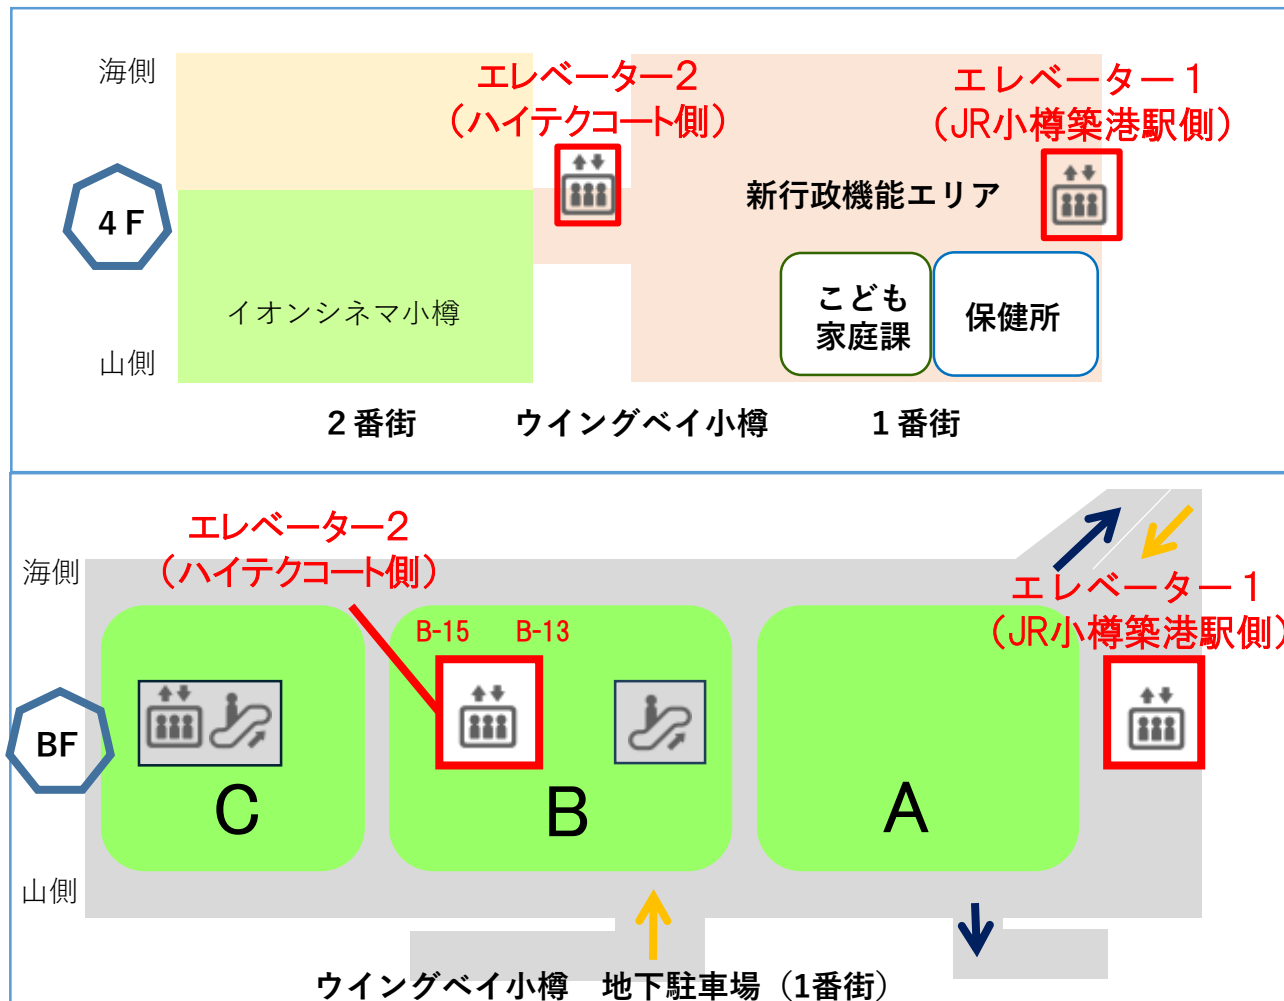 海側
エレベーター2
（ハイテクコート側）
エレベーター１
（JR小樽築港駅側）
４F
新行政機能エリア
イオンシネマ小樽
こども
家庭課
保健所
山側
２番街
ウイングベイ小樽
１番街
エレベーター2
（ハイテクコート側）
海側
エレベーター１
（JR小樽築港駅側）
B-15
B-13
BF
C
B
A
山側
ウイングベイ小樽　地下駐車場（1番街）